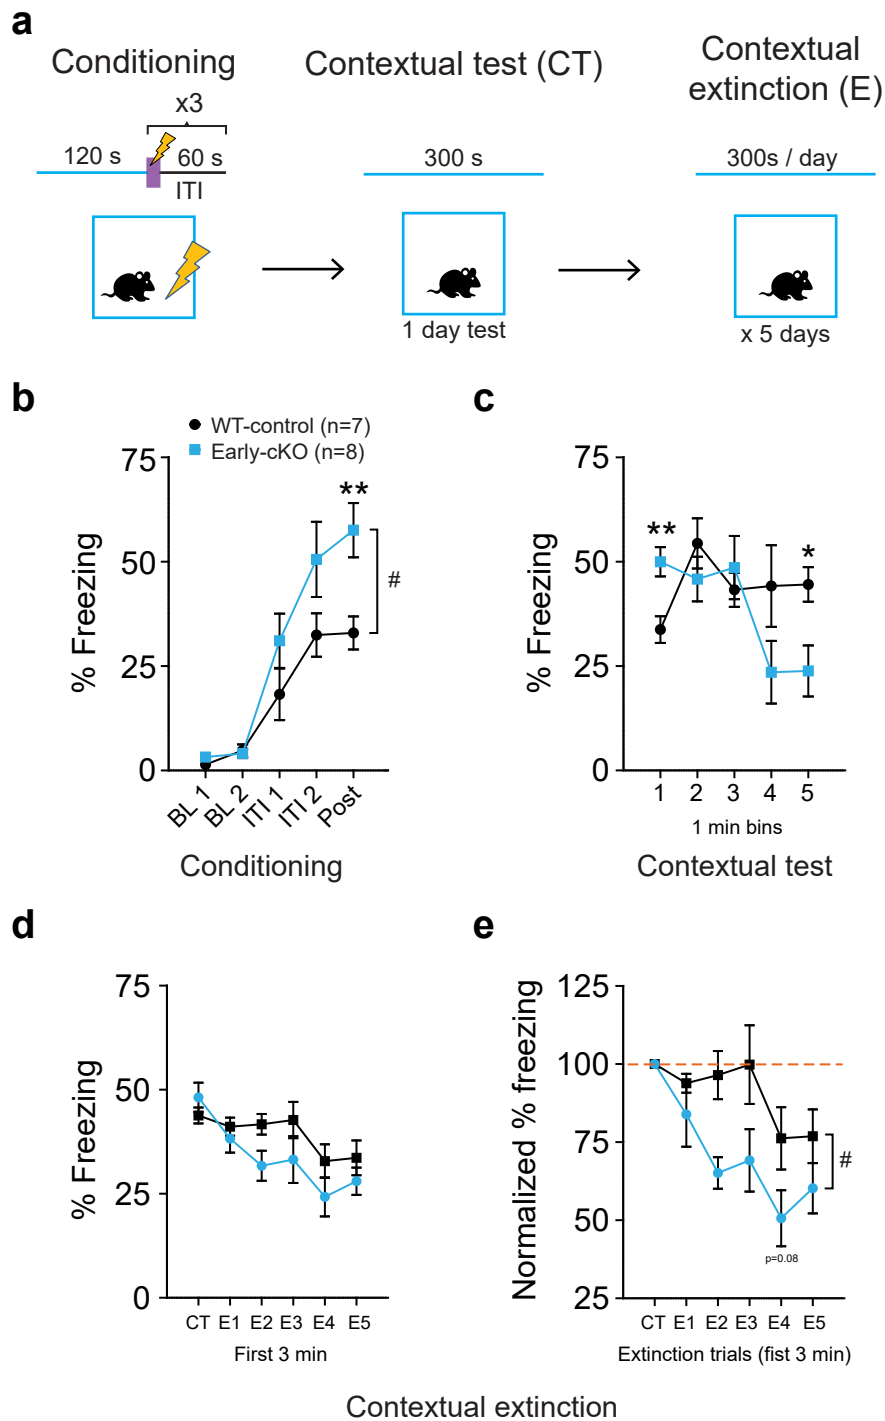 a
Conditioning
x3
120 s
60 s
ITI
Contextual test (CT)
300 s
1 day test
Contextual
extinction (E)
300s / day
x 5 days
b
WT-control (n=7)
Early-cKO (n=8)
% Freezing
75
50
25
0
**
#
BL 1
BL 2
ITI 1
ITI 2
Post
Conditioning
c
% Freezing
75
50
25
0
**
*
1
2
3
4
5
1 min bins
Contextual test
d
% Freezing
75
50
25
0
CT
E1
E2
E3
E4
E5
First 3 min
e
Normalized % freezing
125
100
75
50
25
#
p=0.08
CT
E1
E2
E3
E4
E5
Extinction trials (fist 3 min)
Contextual extinction